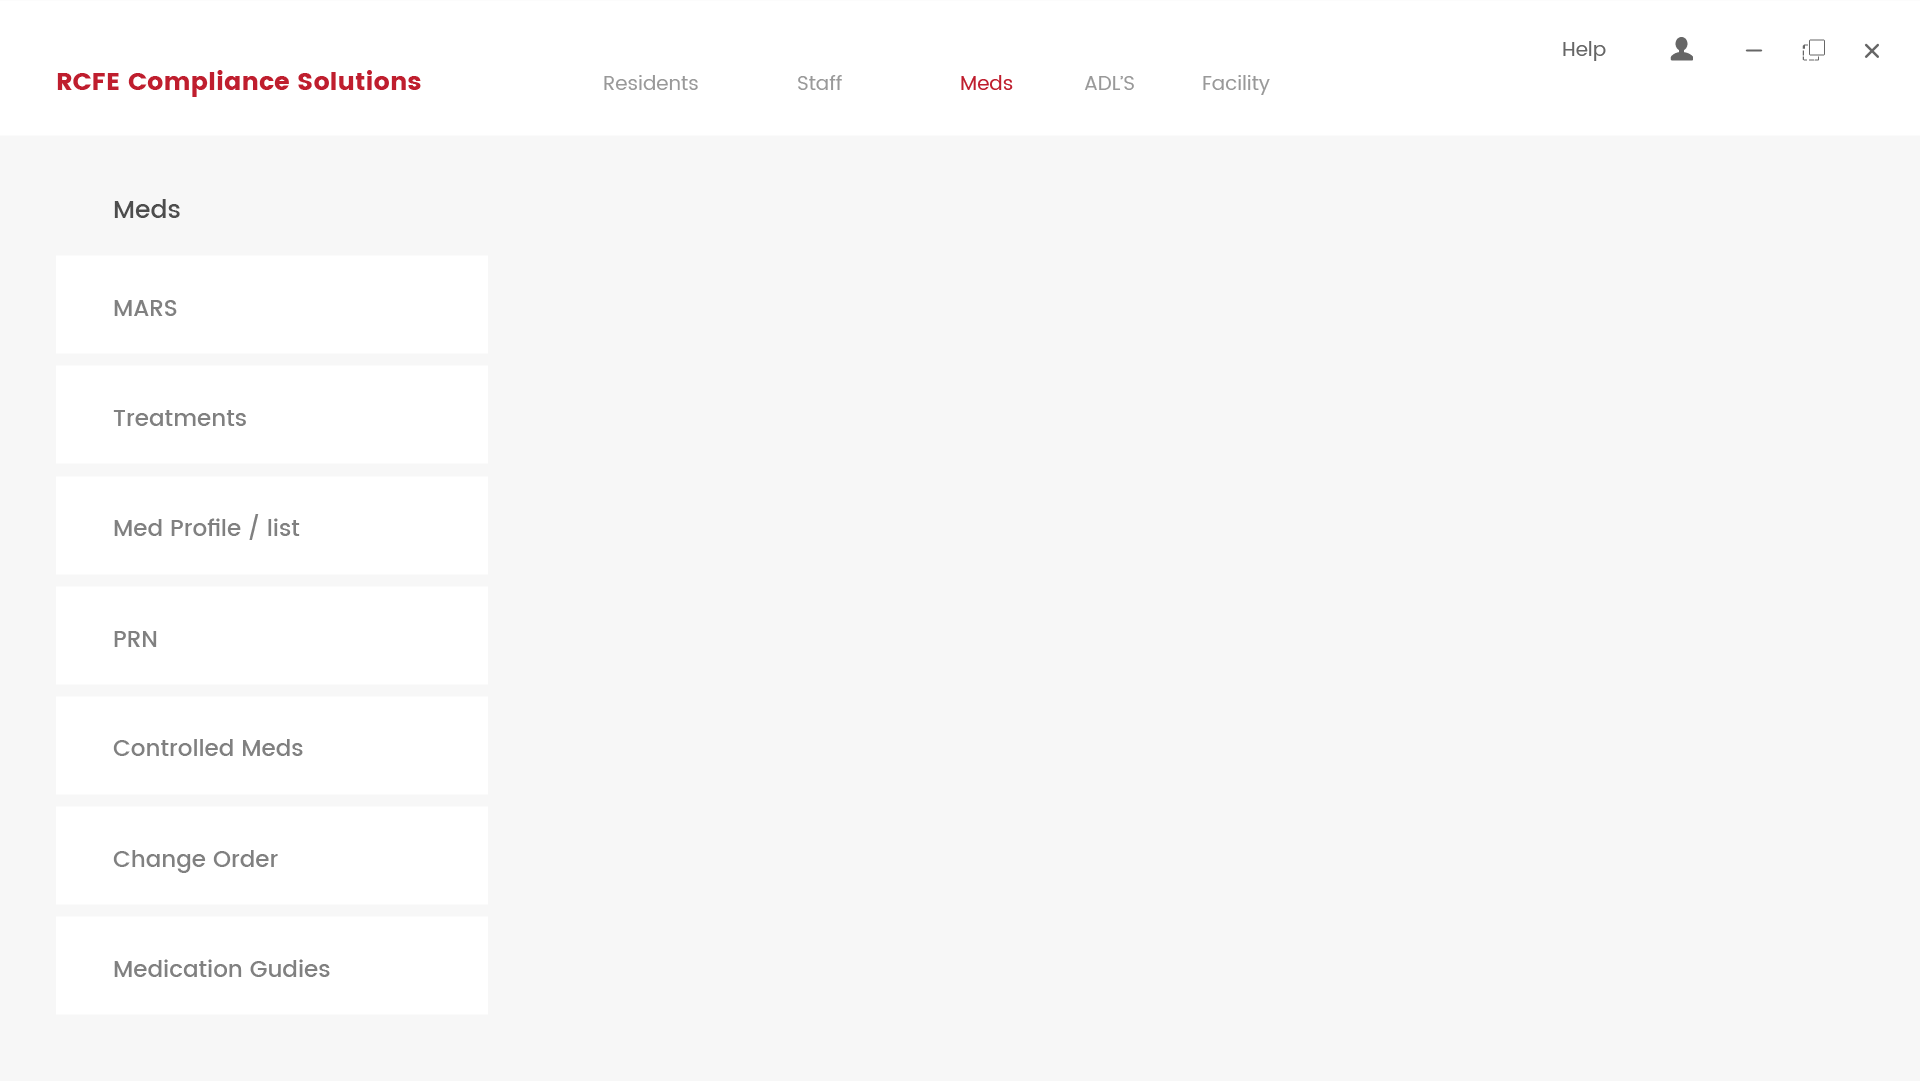 Help
RCFE Compliance Solutions
Residents
Staff
Meds
ADL'S
Facility
Meds
MARS
Treatments
Med Profile / list
PRN
Controlled Meds
Change Order
Medication Gudies